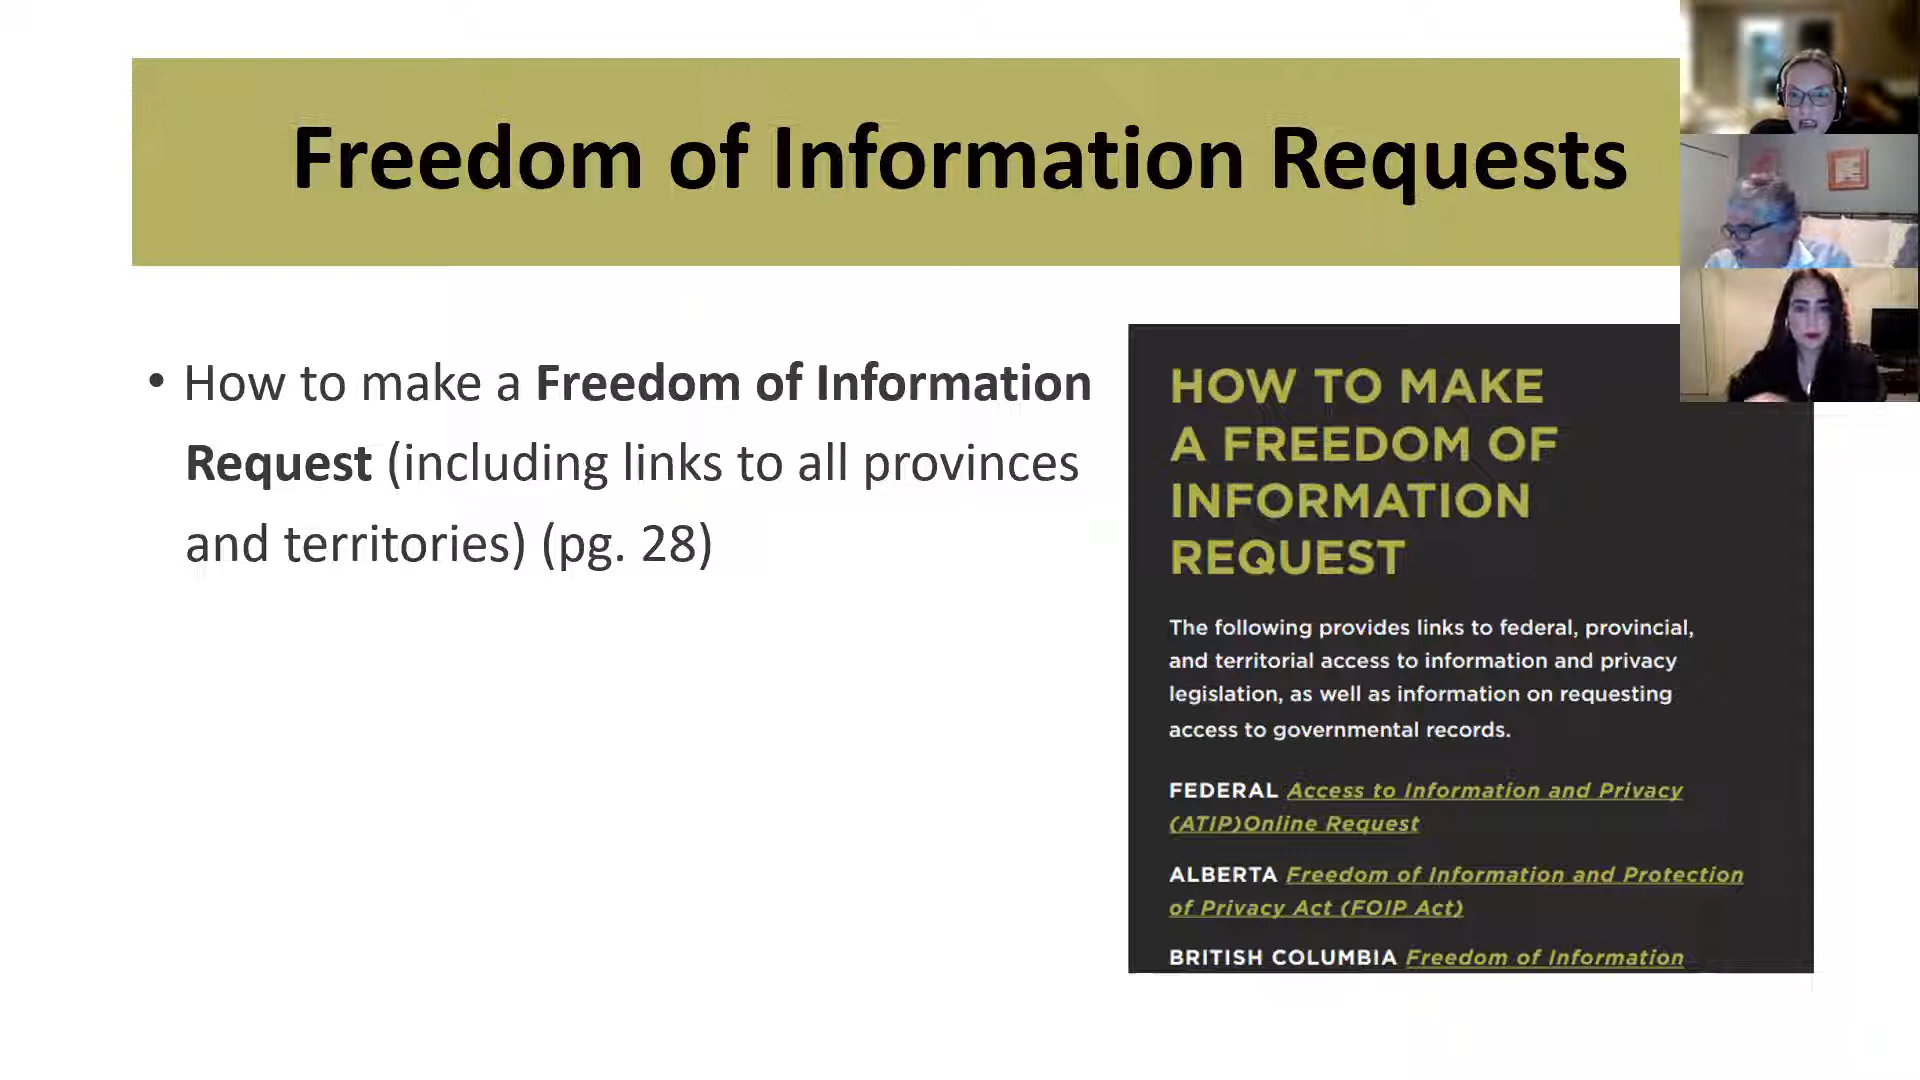 Freedom of Information Requests
• How to make a Freedom of Information
Request (including links to all provinces
and territories) (pg. 28)
HOW TO MAKE
A FREEDOM OF
INFORMATION
REQUEST
The following provides links to federal, provincial,
and territorial access to information and privacy
legislation, as well as information on requesting
access to governmental records.
FEDERAL Access to Information and Privacy
(ATIP)Online Request
ALBERTA Freedom of Information and Protection
of Privacy Act (FOIP Act)
BRITISH COLUMBIA Freedom of Information